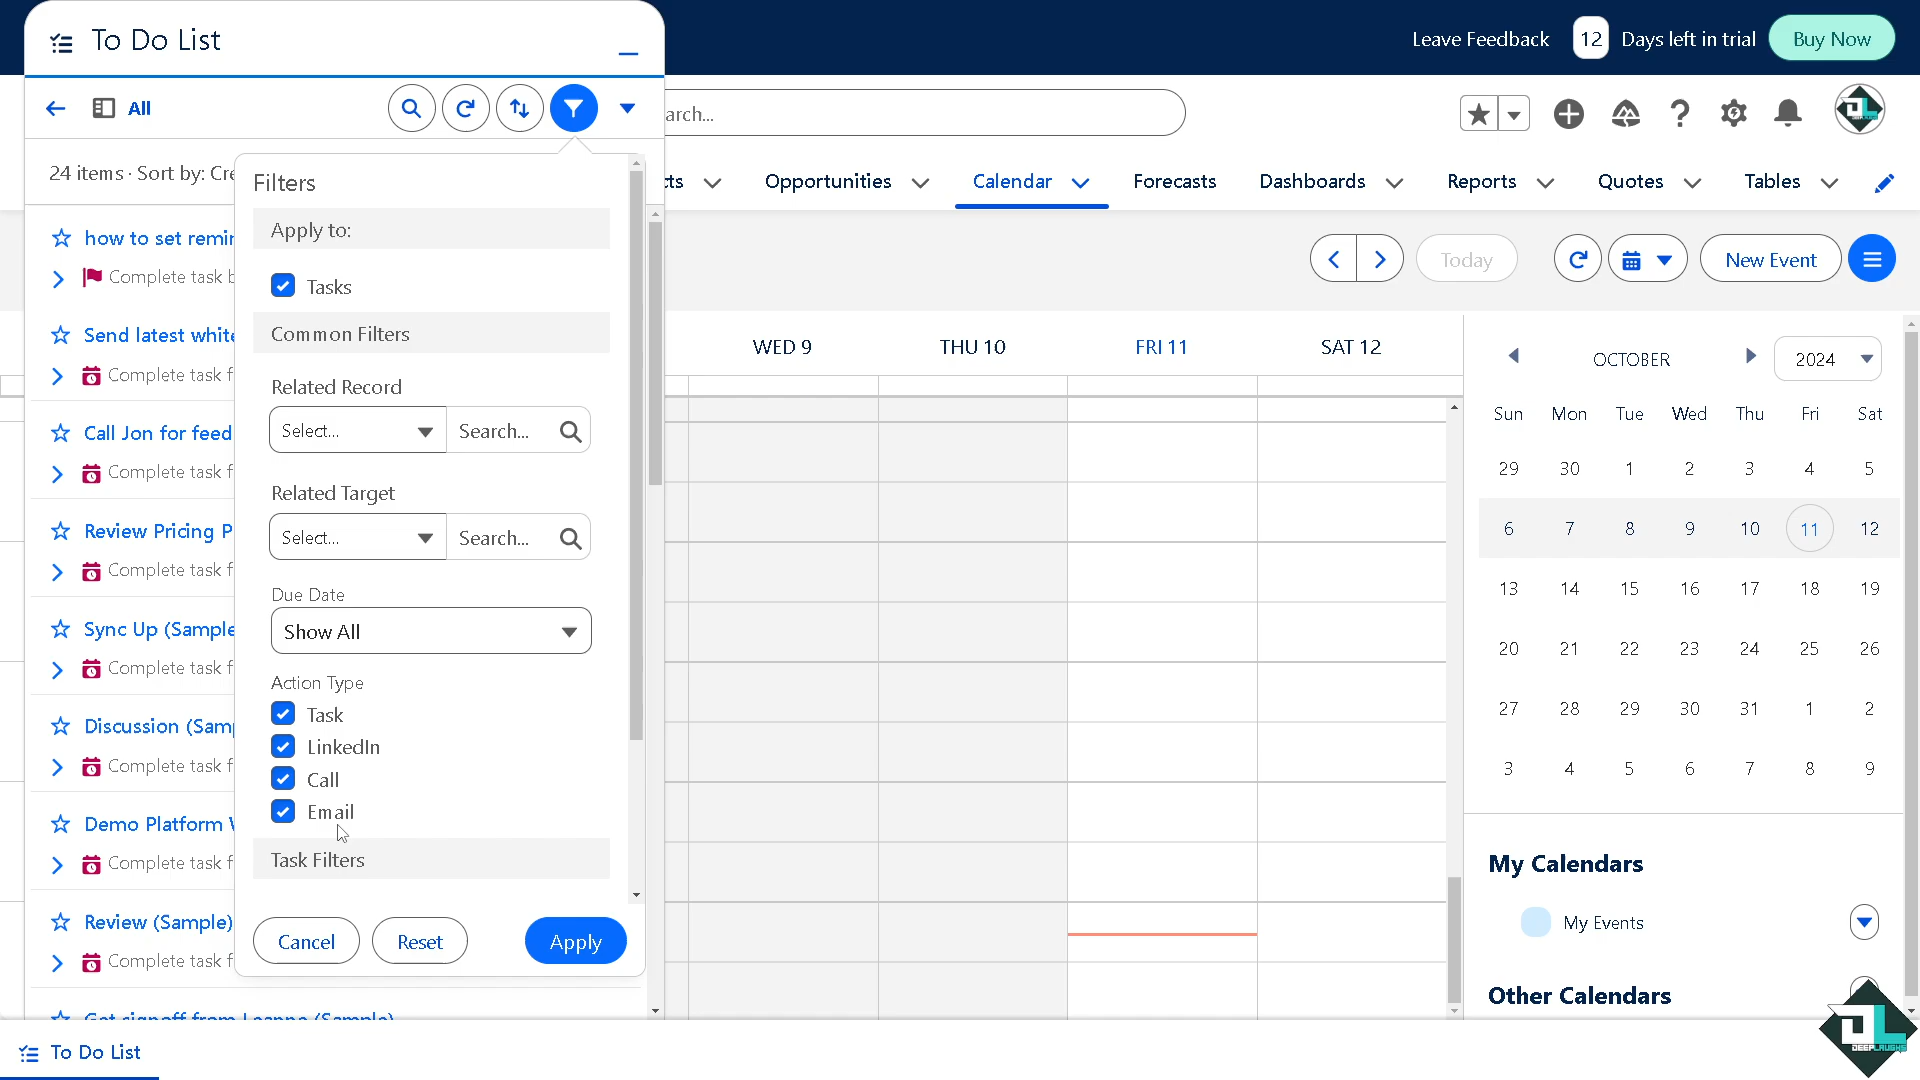 To Do List
Leave Feedback
12
Days left in trial
Buy Now
All
arch...
24 items · Sort by: Cre
cts
Opportunities
Calendar
Forecasts
Dashboards
Reports
Quotes
Tables
Filters
Apply to:
Tasks
Common Filters
Related Record
Select...
Search...
Related Target
Select...
Search...
Due Date
Show All
Action Type
Task
LinkedIn
Call
Email
Task Filters
Cancel
Reset
Apply
how to set remin
Complete task b
Send latest white
Complete task f
Call Jon for feed
Complete task f
Review Pricing P
Complete task f
Sync Up (Sample
Complete task f
Discussion (Sam
Complete task f
Demo Platform W
Complete task f
Review (Sample)
Complete task f
Get signoff from Leanne (Sample)
Today
New Event
WED 9
THU 10
FRI 11
SAT 12
OCTOBER
2024
Sun Mon Tue Wed Thu Fri Sat
29 30 1 2 3 4 5
6 7 8 9 10 11 12
13 14 15 16 17 18 19
20 21 22 23 24 25 26
27 28 29 30 31 1 2
3 4 5 6 7 8 9
My Calendars
My Events
Other Calendars
DL
DEEPLAUGHS
To Do List